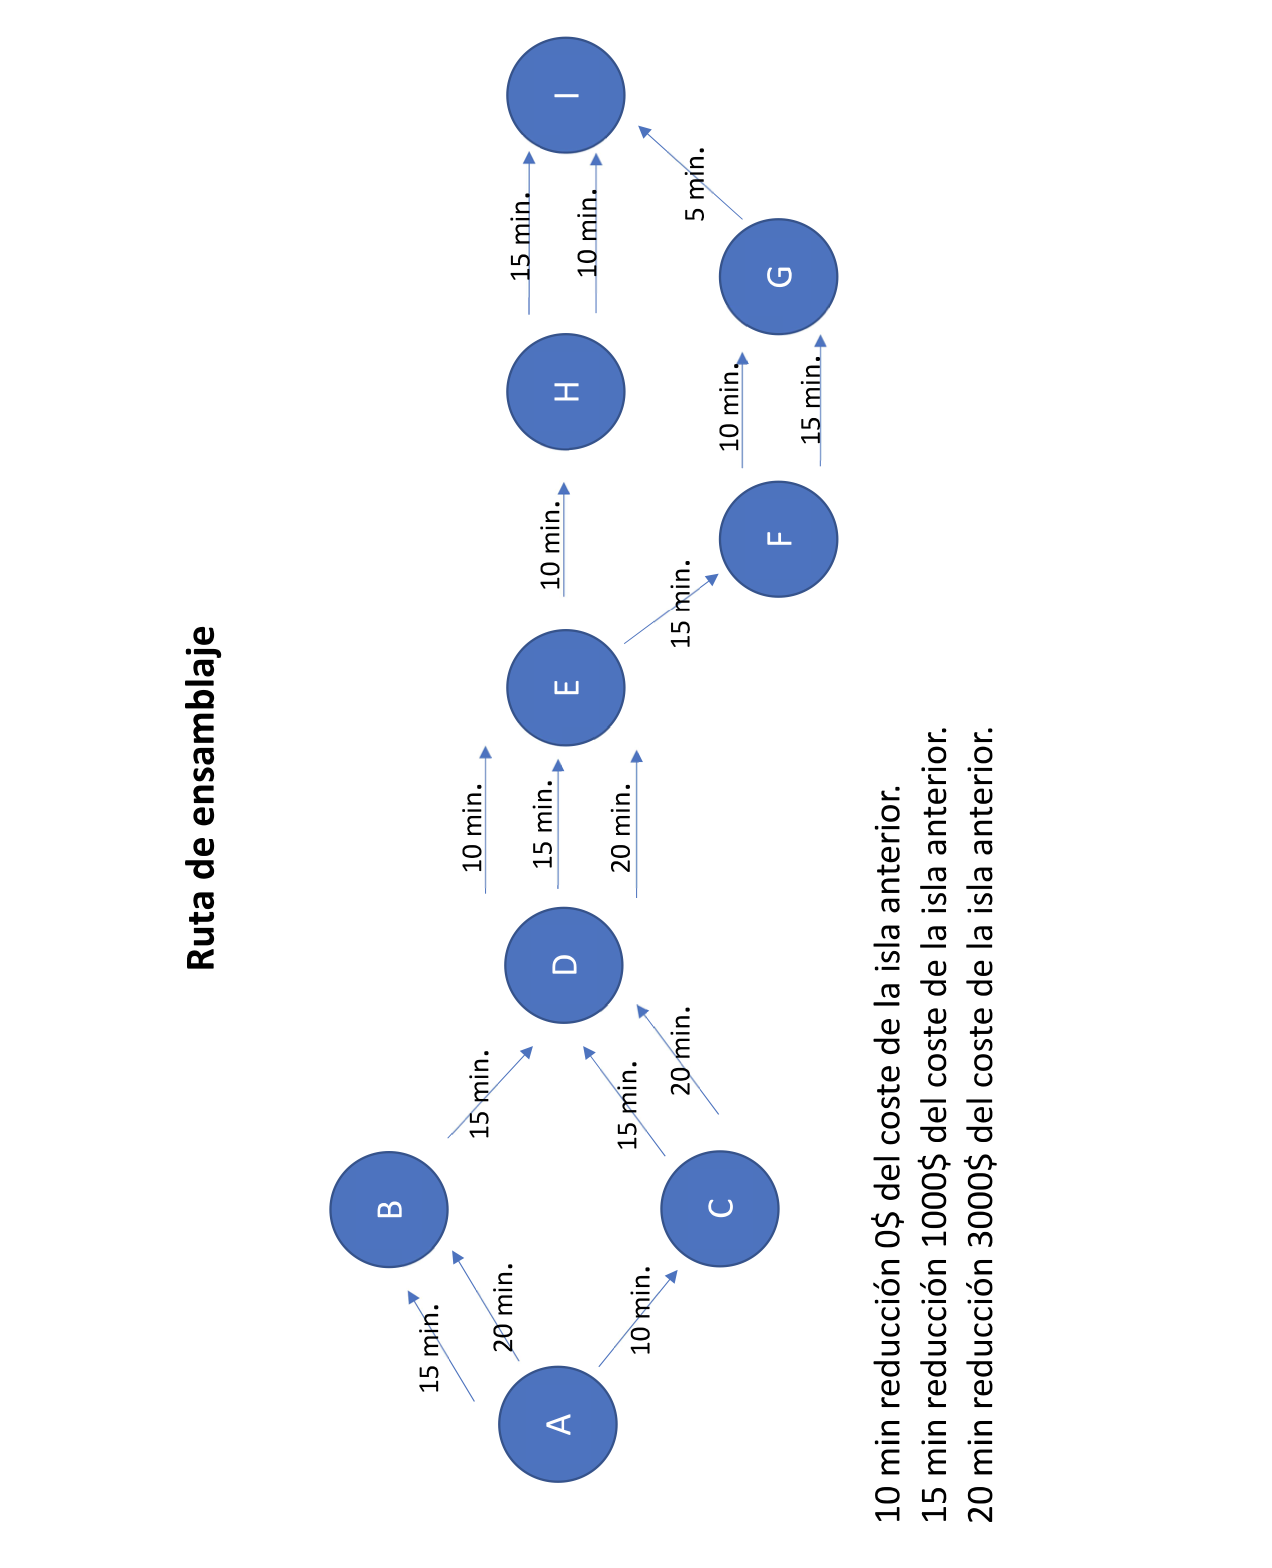 Ruta de ensamblaje
15 min.
20 min.
10 min.
A
B
C
15 min.
15 min.
20 min.
D
10 min.
15 min.
20 min.
E
10 min.
15 min.
H
F
15 min.
10 min.
10 min.
15 min.
G
5 min.
I
10 min reducción 0$ del coste de la isla anterior.
15 min reducción 1000$ del coste de la isla anterior.
20 min reducción 3000$ del coste de la isla anterior.